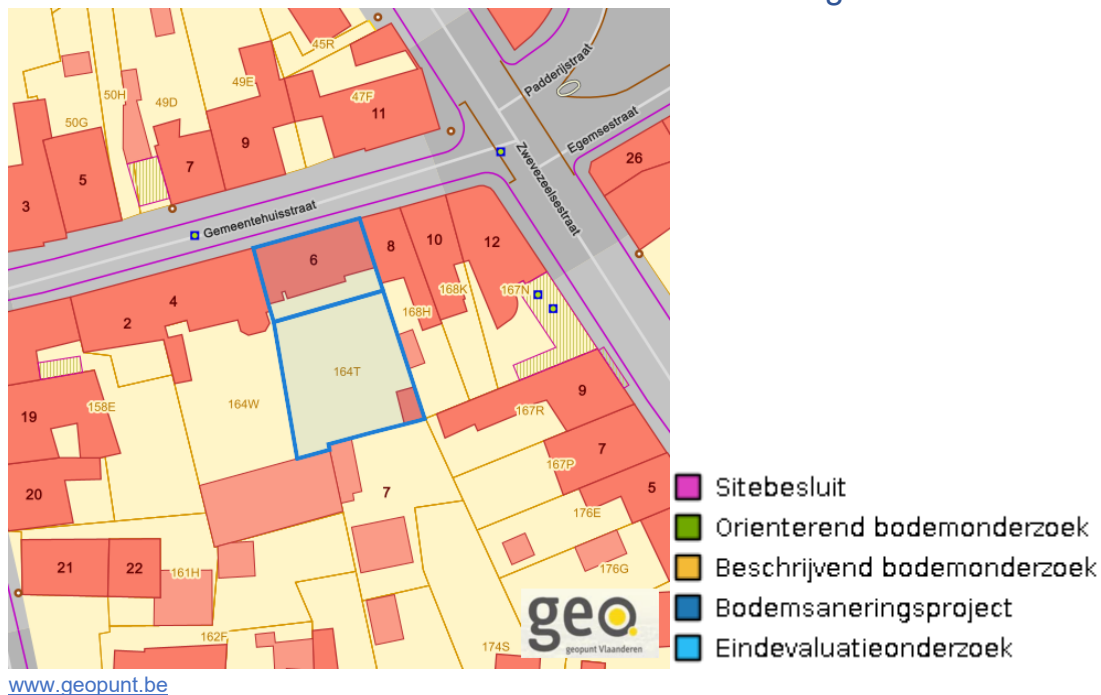 45R
Padderijstraat
50H
49D
49E
47F
50G
11
9
7
5
3
Egemsestraat
26
Zwevezeelsestraat
Gemeentehuisstraat
6
8
10
12
4
2
168K
167N
168H
164T
164W
158E
19
9
167R
7
167P
20
7
5
176E
21
22
161H
176G
162F
174S
geo.
geopunt Vlaanderen
Sitebesluit
Orienterend bodemonderzoek
Beschrijvend bodemonderzoek
Bodemsaneringsproject
Eindevaluatieonderzoek
www.geopunt.be